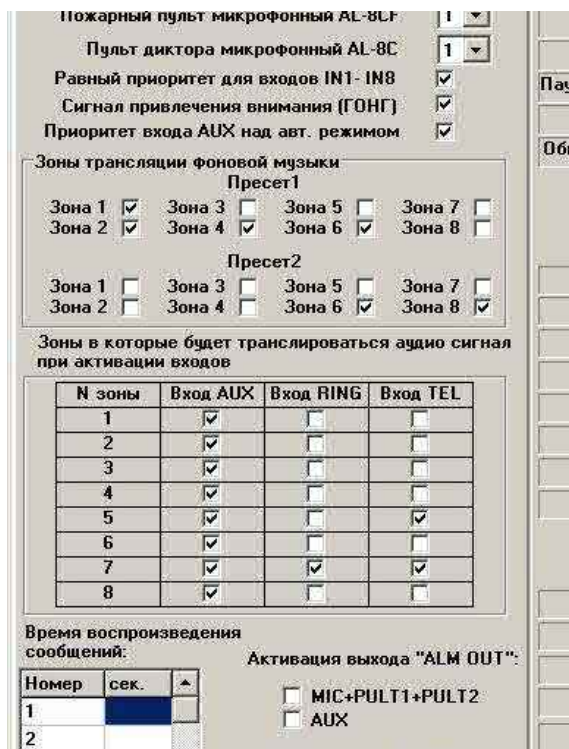 Пожарный пульт микрофонный AL-8CF 1
Пульт диктора микрофонный AL-8C 1
Равный приоритет для входов IN1- IN8
Сигнал привлечения внимания (ГОНГ)
Приоритет входа AUX над авт. режимом
Зоны трансляции фоновой музыки
Пресет1
Зона 1 Зона 3 Зона 5 Зона 7
Зона 2 Зона 4 Зона 6 Зона 8
Пресет2
Зона 1 Зона 3 Зона 5 Зона 7
Зона 2 Зона 4 Зона 6 Зона 8
Зоны в которые будет транслироваться аудио сигнал
при активации входов
N зоны Вход AUX Вход RING Вход TEL
1
2
3
4
5
6
7
8
Время воспроизведения
сообщений:
Активация выхода "ALM OUT":
Номер сек.
1
2
MIC+PULT1+PULT2
AUX